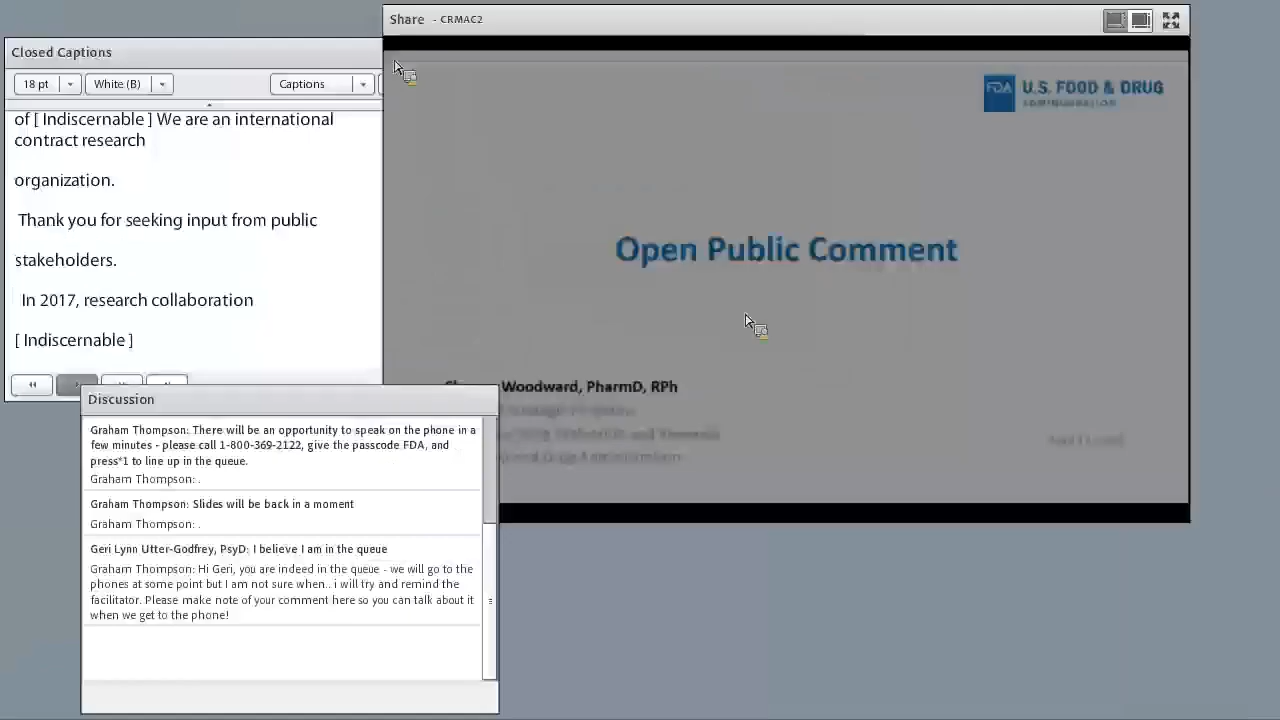 Share - CRMAC2
Closed Captions
18 pt
White (B)
Captions
of [ Indiscernable ] We are an international
contract research
organization.
Thank you for seeking input from public
stakeholders.
In 2017, research collaboration
[ Indiscernable ]
FDA
U.S. FOOD & DRUG
ADMINISTRATION
Open Public Comment
Woodward, PharmD, RPh
Discussion
Graham Thompson: There will be an opportunity to speak on the phone in a
few minutes - please call 1-800-369-2122, give the passcode FDA, and
press*1 to line up in the queue.
Graham Thompson: .
Graham Thompson: Slides will be back in a moment
Graham Thompson: .
Geri Lynn Utter-Godfrey, PsyD: I believe I am in the queue
Graham Thompson: Hi Geri, you are indeed in the queue - we will go to the
phones at some point but I am not sure when.. i will try and remind the
facilitator. Please make note of your comment here so you can talk about it
when we get to the phone!